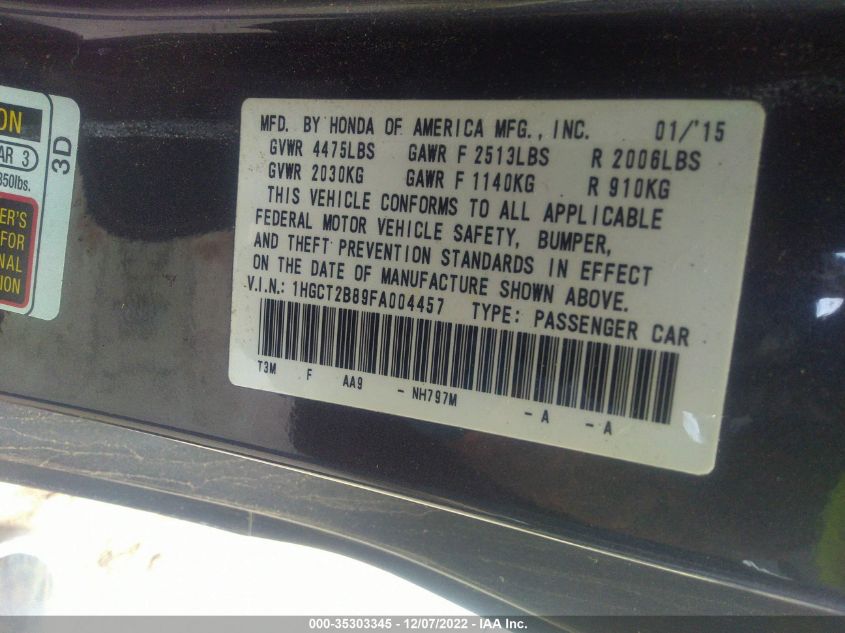 ON
AR 3
350lbs.
ER'S
FOR
NAL
ION
3D
MFD. BY HONDA OF AMERICA MFG., INC. 01/'15
GVWR 4475LBS GAWR F 2513LBS R 2006LBS
GVWR 2030KG GAWR F 1140KG R 910KG
THIS VEHICLE CONFORMS TO ALL APPLICABLE
FEDERAL MOTOR VEHICLE SAFETY, BUMPER,
AND THEFT PREVENTION STANDARDS IN EFFECT
ON THE DATE OF MANUFACTURE SHOWN ABOVE.
V.I.N.: 1HGCT2B89FA004457 TYPE: PASSENGER CAR
T3M F AA9 - NH797M - A - A
000-35303345 - 12/07/2022 - IAA Inc.